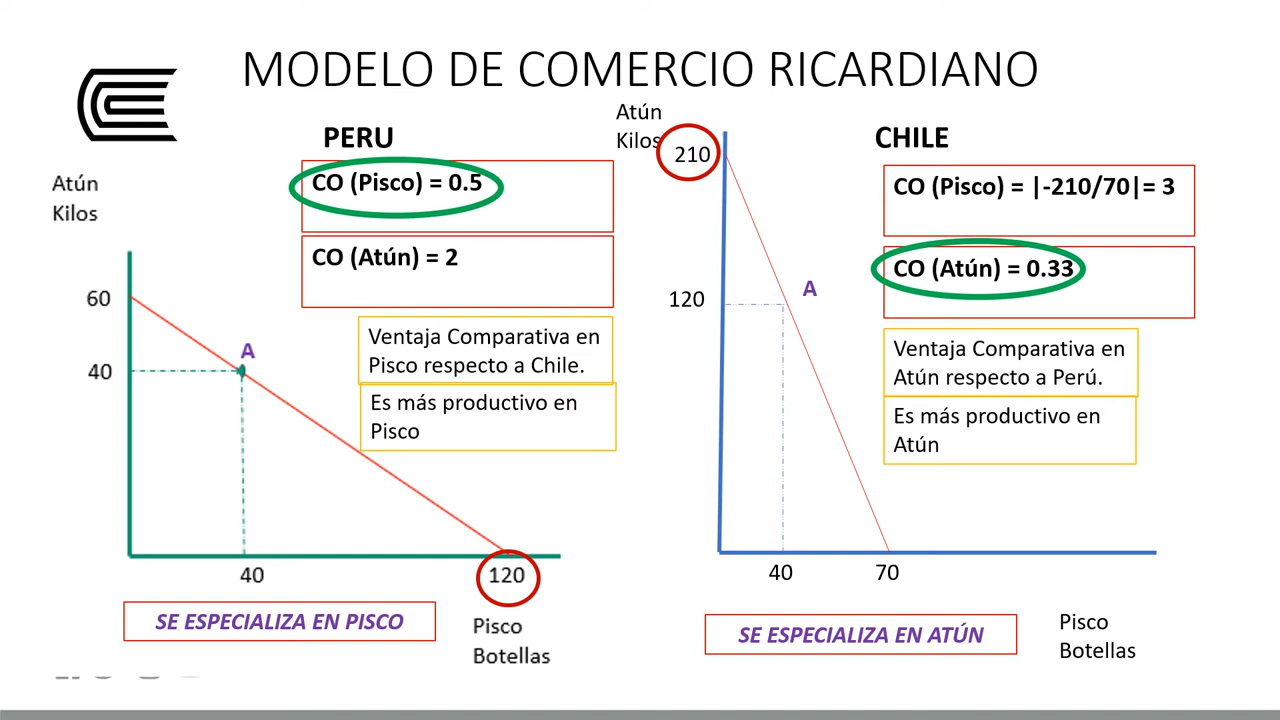 MODELO DE COMERCIO RICARDIANO
PERU
Atún
Kilos
CO (Pisco) = 0.5
CO (Atún) = 2
60
A
40
Ventaja Comparativa en
Pisco respecto a Chile.
Es más productivo en
Pisco
40
120
SE ESPECIALIZA EN PISCO
Pisco
Botellas
Atún
Kilos
210
CHILE
CO (Pisco) = |-210/70|= 3
CO (Atún) = 0.33
A
120
Ventaja Comparativa en
Atún respecto a Perú.
Es más productivo en
Atún
40
70
SE ESPECIALIZA EN ATÚN
Pisco
Botellas